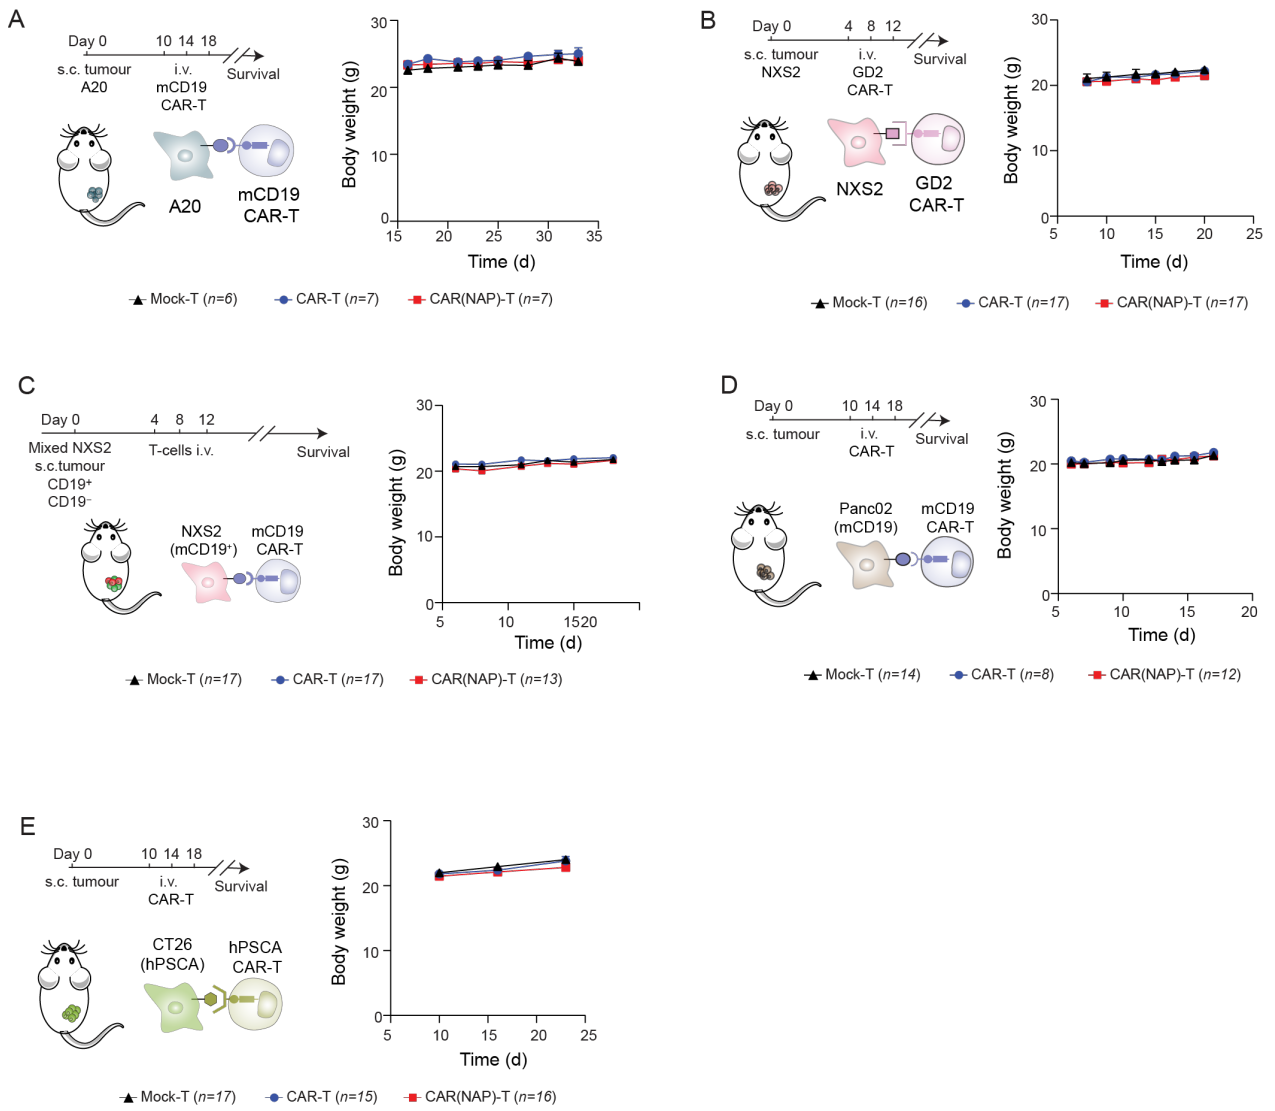 A
Day 0
10 14 18
s.c. tumour
A20
i.v.
mCD19
CAR-T
Survival
A20
mCD19
CAR-T
Body weight (g)
30
20
10
0
15 20 25 30 35
Time (d)
Mock-T (n=6) CAR-T (n=7) CAR(NAP)-T (n=7)
B
Day 0
4 8 12
s.c. tumour
NXS2
i.v.
GD2
CAR-T
Survival
NXS2
GD2
CAR-T
Body weight (g)
30
20
10
0
5 10 15 20 25
Time (d)
Mock-T (n=16) CAR-T (n=17) CAR(NAP)-T (n=17)
C
Day 0
4 8 12
Mixed NXS2
s.c.tumour
CD19+
CD19−
T-cells i.v.
Survival
NXS2
(mCD19+)
mCD19
CAR-T
Body weight (g)
30
20
10
0
5 10 1520
Time (d)
Mock-T (n=17) CAR-T (n=17) CAR(NAP)-T (n=13)
D
Day 0
10 14 18
s.c. tumour
i.v.
CAR-T
Survival
Panc02
(mCD19)
mCD19
CAR-T
Body weight (g)
30
20
10
0
5 10 15 20
Time (d)
Mock-T (n=14) CAR-T (n=8) CAR(NAP)-T (n=12)
E
Day 0
10 14 18
s.c. tumour
i.v.
CAR-T
Survival
CT26
(hPSCA)
hPSCA
CAR-T
Body weight (g)
30
20
10
0
5 10 15 20 25
Time (d)
Mock-T (n=17) CAR-T (n=15) CAR(NAP)-T (n=16)